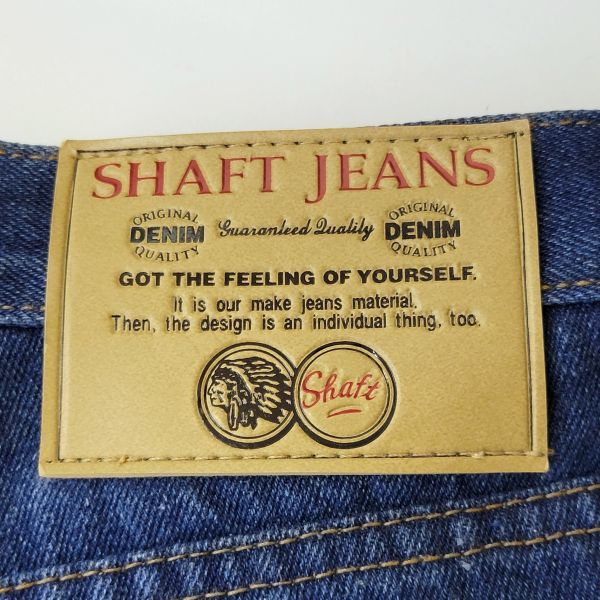 SHAFT JEANS
ORIGINAL DENIM QUALITY
Guaranteed Quality
ORIGINAL DENIM QUALITY
GOT THE FEELING OF YOURSELF.
It is our make jeans material.
Then, the design is an individual thing, too.
Shaft